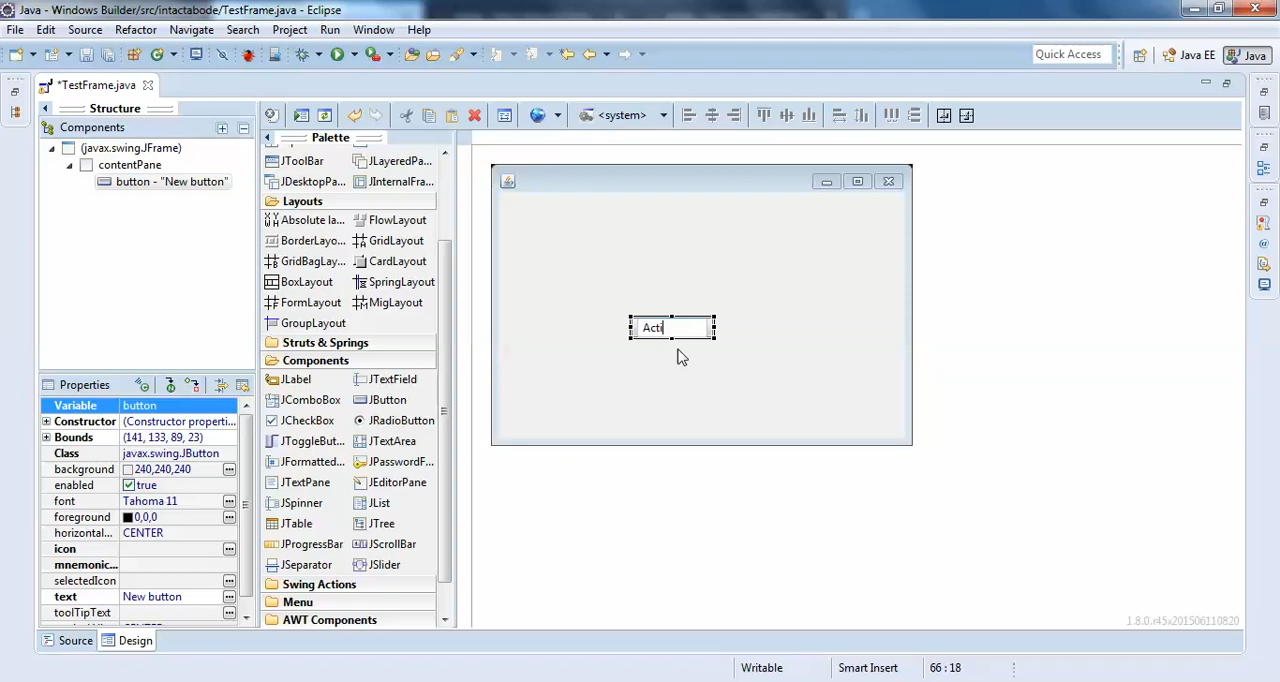 Java - Windows Builder/src/intactabode/TestFrame.java - Eclipse
File Edit Source Refactor Navigate Search Project Run Window Help
Quick Access Java EE Java
*TestFrame.java
Structure
Components
(javax.swing.JFrame)
contentPane
button - "New button"
Palette
<system>
JToolBar JLayeredPa...
JDesktopPa... JInternalFra...
Layouts
Absolute la... FlowLayout
BorderLayo... GridLayout
GridBagLay... CardLayout
BoxLayout SpringLayout
FormLayout MigLayout
GroupLayout
Struts & Springs
Components
JLabel JTextField
JComboBox JButton
JCheckBox JRadioButton
JToggleButt... JTextArea
JFormatted... JPasswordF...
JTextPane JEditorPane
JSpinner JList
JTable JTree
JProgressBar JScrollBar
JSeparator JSlider
Swing Actions
Menu
AWT Components
Acti
Properties
Variable button
Constructor (Constructor properti...
Bounds (141, 133, 89, 23)
Class javax.swing.JButton
background 240,240,240
enabled true
font Tahoma 11
foreground 0,0,0
horizontal... CENTER
icon
mnemonic...
selectedIcon
text New button
toolTipText
Source Design
1.8.0.r45x201506110820
Writable Smart Insert 66 : 18